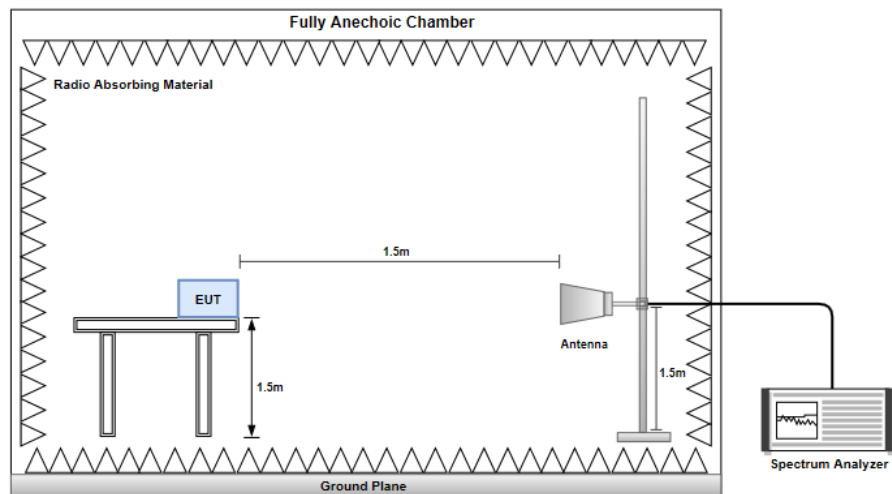 Fully Anechoic Chamber
Radio Absorbing Material
1.5m
EUT
Antenna
1.5m
1.5m
Spectrum Analyzer
Ground Plane